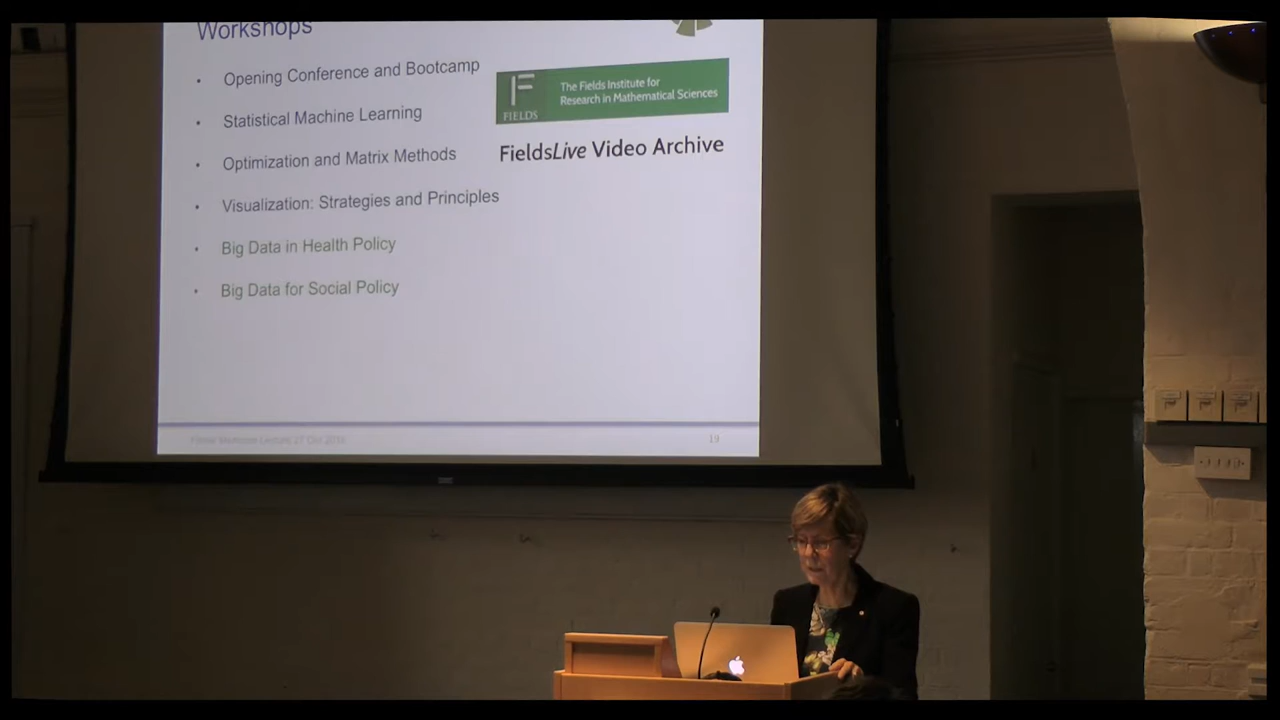 Workshops
• Opening Conference and Bootcamp
• Statistical Machine Learning
• Optimization and Matrix Methods
• Visualization: Strategies and Principles
• Big Data in Health Policy
• Big Data for Social Policy
FIELDS
The Fields Institute for
Research in Mathematical Sciences
FieldsLive Video Archive
19